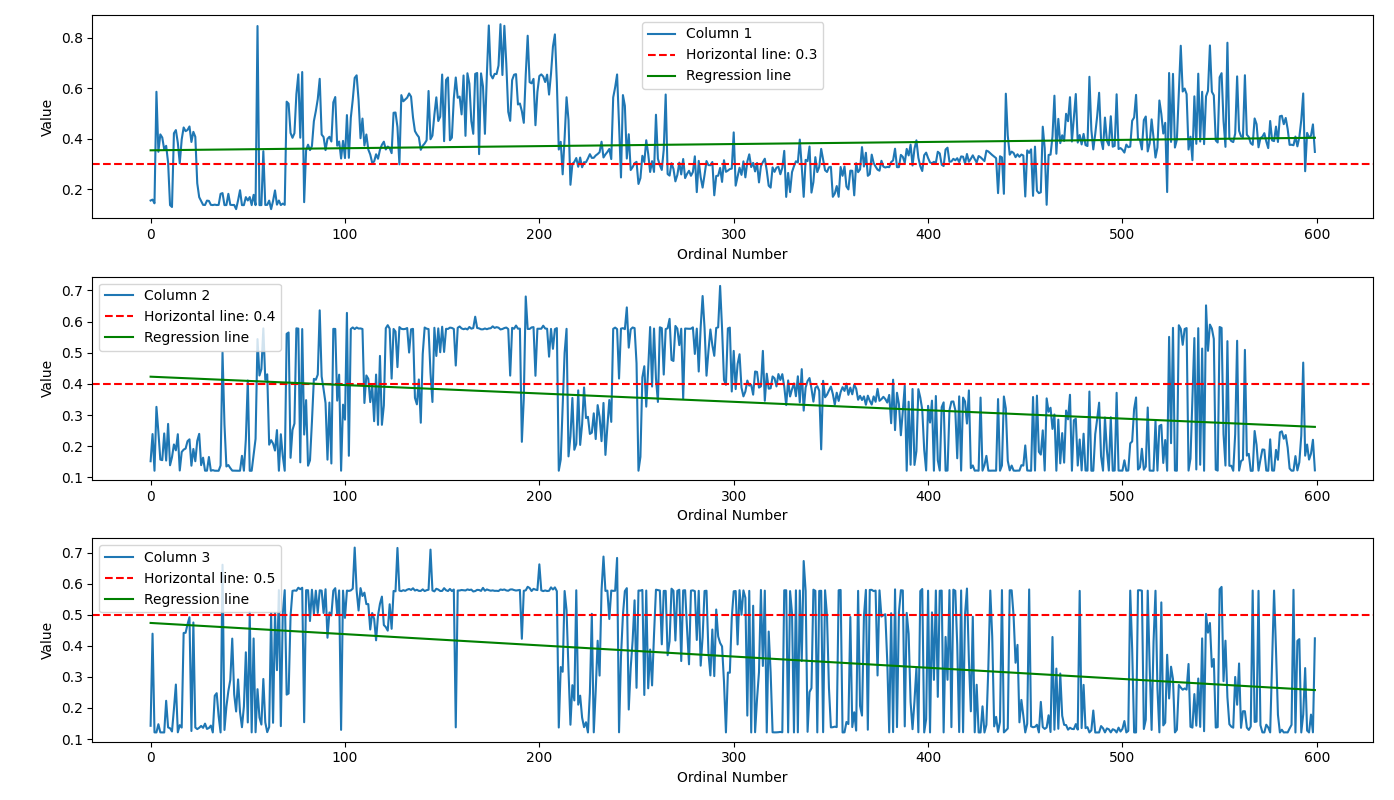 0.8
0.6
0.4
0.2
Value
Column 1
Horizontal line: 0.3
Regression line
0 100 200 300 400 500 600
Ordinal Number
0.7
0.6
0.5
0.4
0.3
0.2
0.1
Value
Column 2
Horizontal line: 0.4
Regression line
0 100 200 300 400 500 600
Ordinal Number
0.7
0.6
0.5
0.4
0.3
0.2
0.1
Value
Column 3
Horizontal line: 0.5
Regression line
0 100 200 300 400 500 600
Ordinal Number